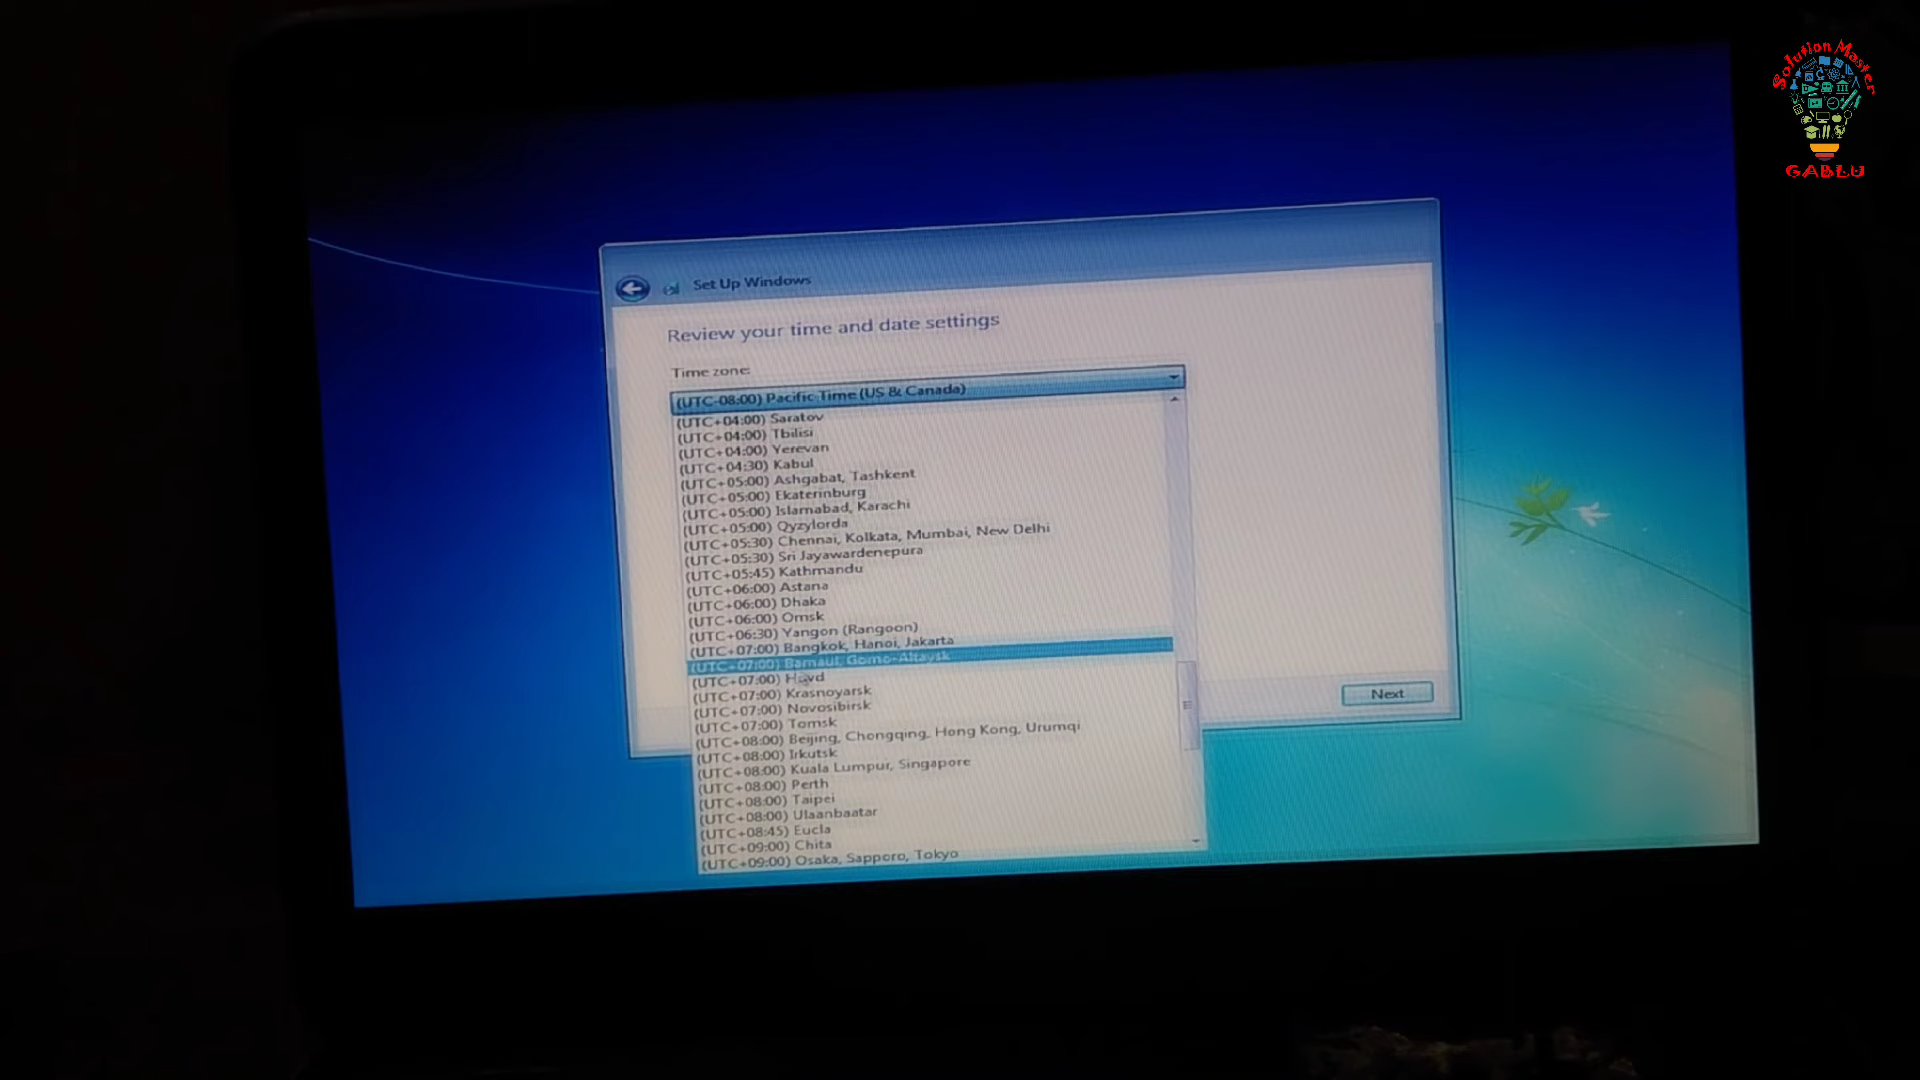 Solution Master
GABLU
Set Up Windows
Review your time and date settings
Time zone:
(UTC-08:00) Pacific Time (US & Canada)
(UTC+04:00) Saratov
(UTC+04:00) Tbilisi
(UTC+04:00) Yerevan
(UTC+04:30) Kabul
(UTC+05:00) Ashgabat, Tashkent
(UTC+05:00) Ekaterinburg
(UTC+05:00) Islamabad, Karachi
(UTC+05:00) Qyzylorda
(UTC+05:30) Chennai, Kolkata, Mumbai, New Delhi
(UTC+05:30) Sri Jayawardenepura
(UTC+05:45) Kathmandu
(UTC+06:00) Astana
(UTC+06:00) Dhaka
(UTC+06:00) Omsk
(UTC+06:30) Yangon (Rangoon)
(UTC+07:00) Bangkok, Hanoi, Jakarta
(UTC+07:00) Barnaul, Gorno-Altaysk
(UTC+07:00) Hovd
(UTC+07:00) Krasnoyarsk
(UTC+07:00) Novosibirsk
(UTC+07:00) Tomsk
(UTC+08:00) Beijing, Chongqing, Hong Kong, Urumqi
(UTC+08:00) Irkutsk
(UTC+08:00) Kuala Lumpur, Singapore
(UTC+08:00) Perth
(UTC+08:00) Taipei
(UTC+08:00) Ulaanbaatar
(UTC+08:45) Eucla
(UTC+09:00) Chita
(UTC+09:00) Osaka, Sapporo, Tokyo
Next